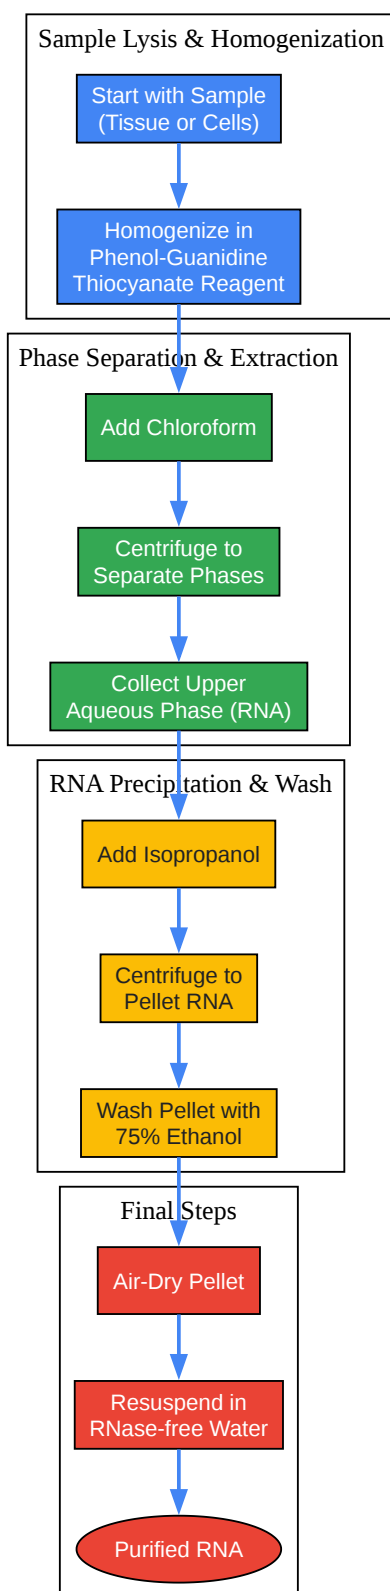 Sample Lysis & Homogenization
Start with Sample
(Tissue or Cells)
Homogenize in
Phenol-Guanidine
Thiocyanate Reagent
Phase Separation & Extraction
Add Chloroform
Centrifuge to
Separate Phases
Collect Upper
Aqueous Phase (RNA)
RNA Precipitation & Wash
Add Isopropanol
Centrifuge to
Pellet RNA
Wash Pellet with
75% Ethanol
Final Steps
Air-Dry Pellet
Resuspend in
RNase-free Water
Purified RNA